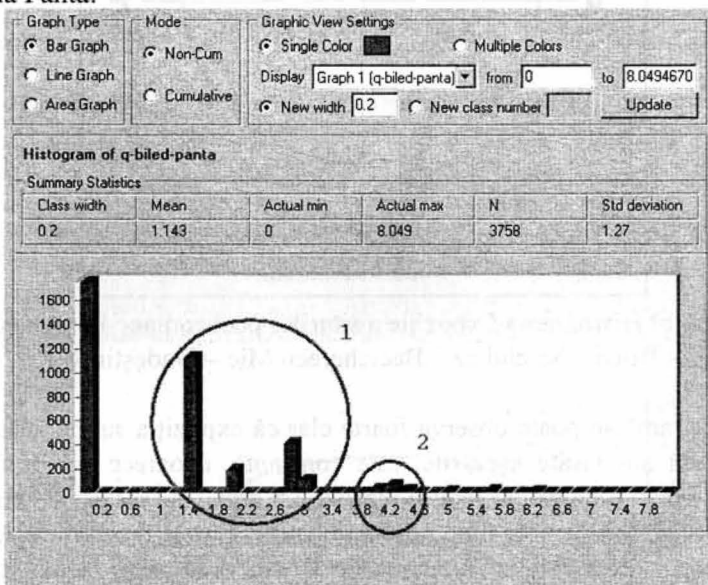 Panta.
Graph Type
Bar Graph
Line Graph
Area Graph
Mode
Non-Cum
Cumulative
Graphic View Settings
Single Color
Multiple Colors
Display Graph 1 (q-biled-panta) from 0 to 8.0494670
New width 0.2 New class number Update
Histogram of q-biled-panta
Summary Statistics
Class width Mean Actual min Actual max N Std deviation
0.2 1.143 0 8.049 3758 1.27
1600
1400
1200
1000
800
600
400
200
0
1
2
0.2 0.6 1 1.4 1.8 2.2 2.6 3 3.4 3.8 4.2 4.6 5 5.4 5.8 6.2 6.6 7 7.4 7.8